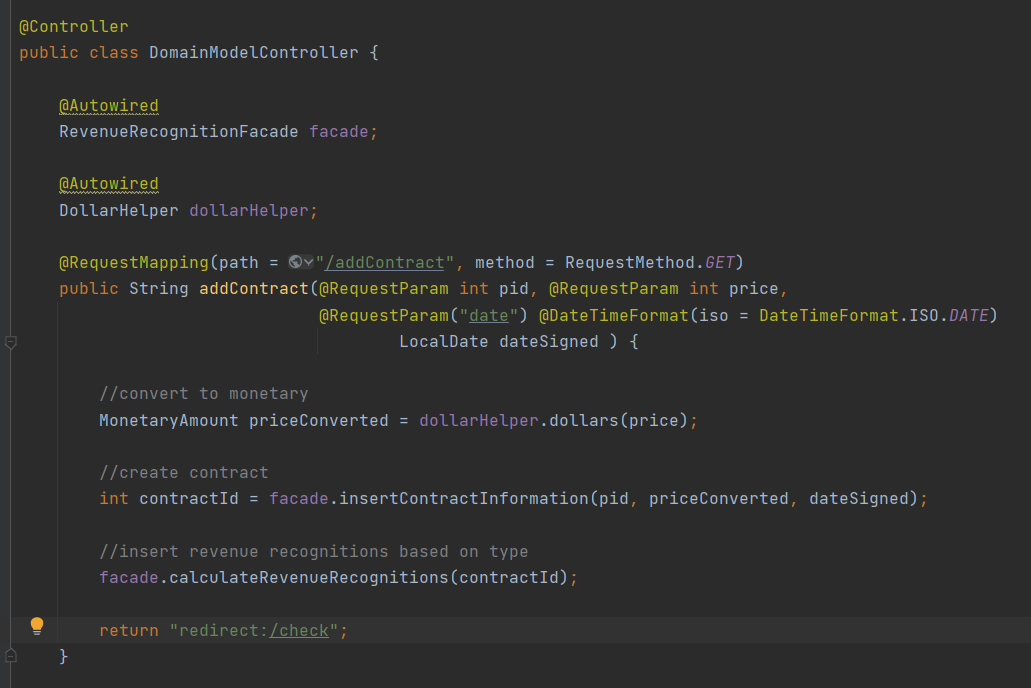 @Controller
public class DomainModelController {
@Autowired
RevenueRecognitionFacade facade;
@Autowired
DollarHelper dollarHelper;
@RequestMapping(path = "/addContract", method = RequestMethod.GET)
public String addContract(@RequestParam int pid, @RequestParam int price,
@RequestParam("date") @DateTimeFormat(iso = DateTimeFormat.ISO.DATE)
LocalDate dateSigned ) {
//convert to monetary
MonetaryAmount priceConverted = dollarHelper.dollars(price);
//create contract
int contractId = facade.insertContractInformation(pid, priceConverted, dateSigned);
//insert revenue recognitions based on type
facade.calculateRevenueRecognitions(contractId);
return "redirect:/check";
}